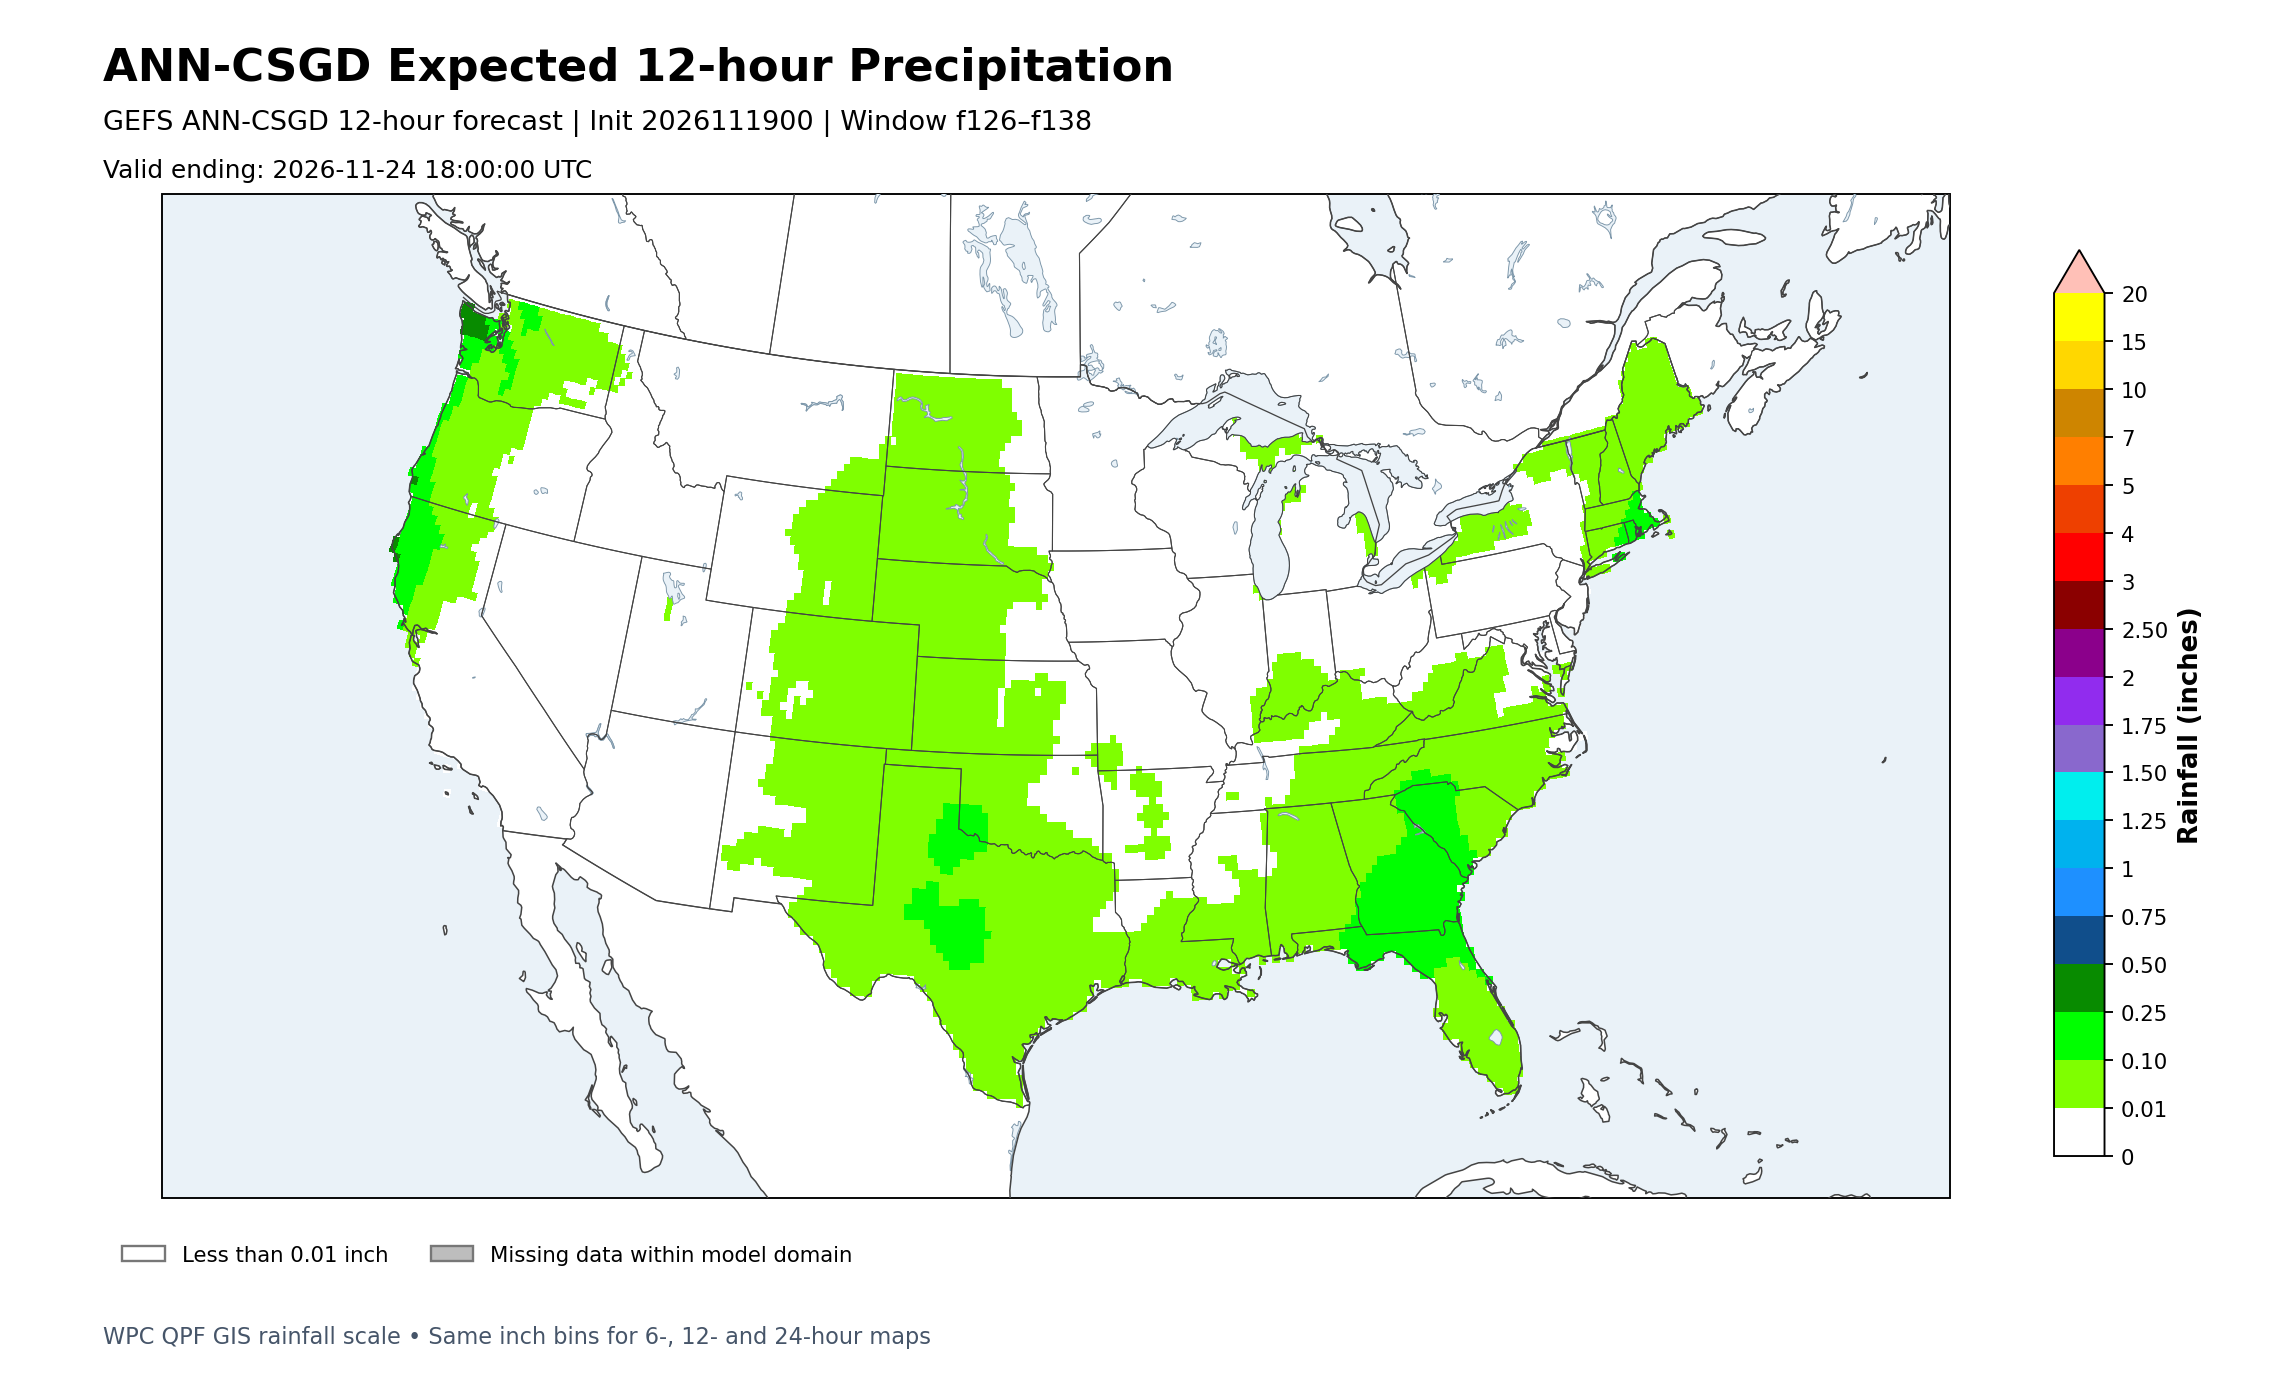 ANN-CSGD Expected 12-hour Precipitation
GEFS ANN-CSGD 12-hour forecast | Init 2026111900 | Window f126–f138
Valid ending: 2026-11-24 18:00:00 UTC
20
15
10
7
5
4
3
2.50
2
1.75
1.50
1.25
1
0.75
0.50
0.25
0.10
0.01
0
Rainfall (inches)
Less than 0.01 inch
Missing data within model domain
WPC QPF GIS rainfall scale • Same inch bins for 6-, 12- and 24-hour maps